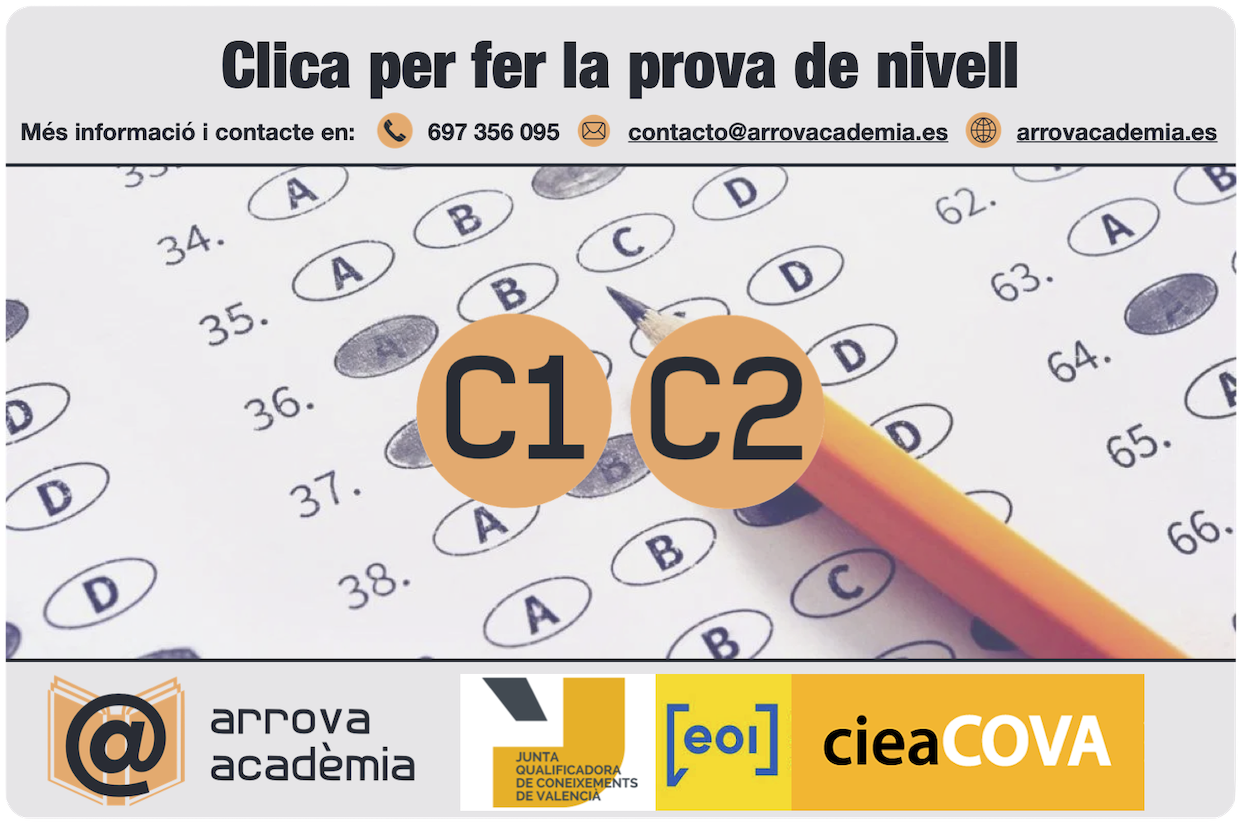 Clica per fer la prova de nivell
Més informació i contacte en: 697 356 095 contacto@arrovacademia.es arrovacademia.es
34. A B
35. A B C D
36. A B D
37. D
38. A B D
A B C
B
62.
63. A B
64. A
65. A
66.
D
D
D
C1 C2
@ arrova
acadèmia
JUNTA
QUALIFICADORA
DE CONEIXEMENTS
DE VALENCIÀ
[eoi]
cieaCOVA